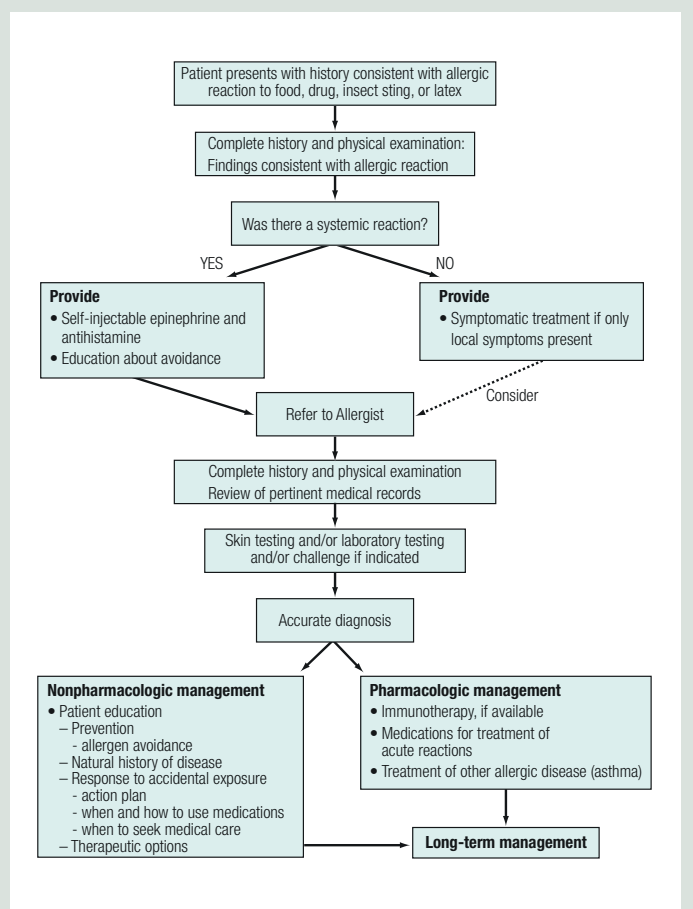 Patient presents with history consistent with allergic
reaction to food, drug, insect sting, or latex
Complete history and physical examination:
Findings consistent with allergic reaction
Was there a systemic reaction?
YES
NO
Provide
• Self-injectable epinephrine and
antihistamine
• Education about avoidance
Provide
• Symptomatic treatment if only
local symptoms present
Consider
Refer to Allergist
Complete history and physical examination
Review of pertinent medical records
Skin testing and/or laboratory testing
and/or challenge if indicated
Accurate diagnosis
Nonpharmacologic management
• Patient education
– Prevention
- allergen avoidance
– Natural history of disease
– Response to accidental exposure
- action plan
- when and how to use medications
- when to seek medical care
– Therapeutic options
Pharmacologic management
• Immunotherapy, if available
• Medications for treatment of
acute reactions
• Treatment of other allergic disease (asthma)
Long-term management